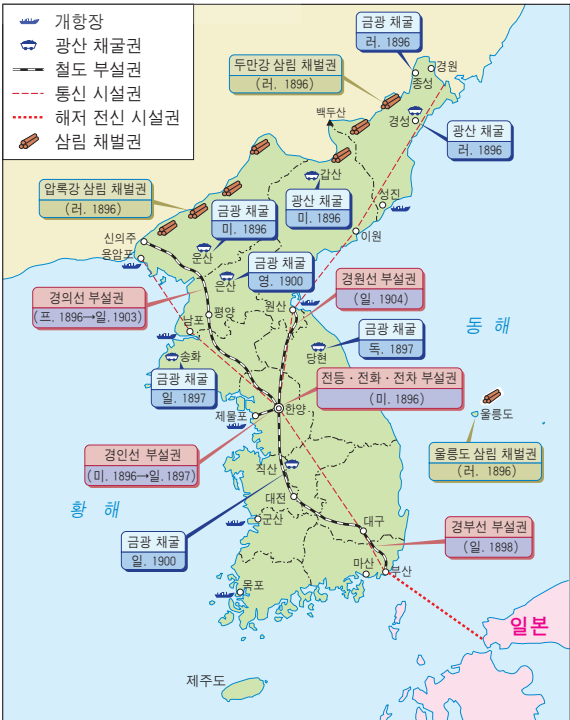 개항장
광산 채굴권
철도 부설권
통신 시설권
해저 전신 시설권
삼림 채벌권
금광 채굴
러. 1896
경원
종성
두만강 삼림 채벌권
(러. 1896)
백두산
경성
광산 채굴
러. 1896
갑산
압록강 삼림 채벌권
(러. 1896)
광산 채굴
미. 1896
성진
금광 채굴
미. 1896
이원
신의주
용암포
운산
금광 채굴
영. 1900
은산
경의선 부설권
(프. 1896→일.1903)
경원선 부설권
(일. 1904)
원산
평양
남포
동 해
금광 채굴
독. 1897
당현
송화
금광 채굴
일. 1897
전등·전화·전차 부설권
(미. 1896)
한양
제물포
울릉도
울릉도 삼림 채벌권
(러. 1896)
경인선 부설권
(미. 1896→일.1897)
직산
황 해
대전
금광 채굴
일. 1900
군산
대구
경부선 부설권
(일. 1898)
마산
부산
목포
일본
제주도